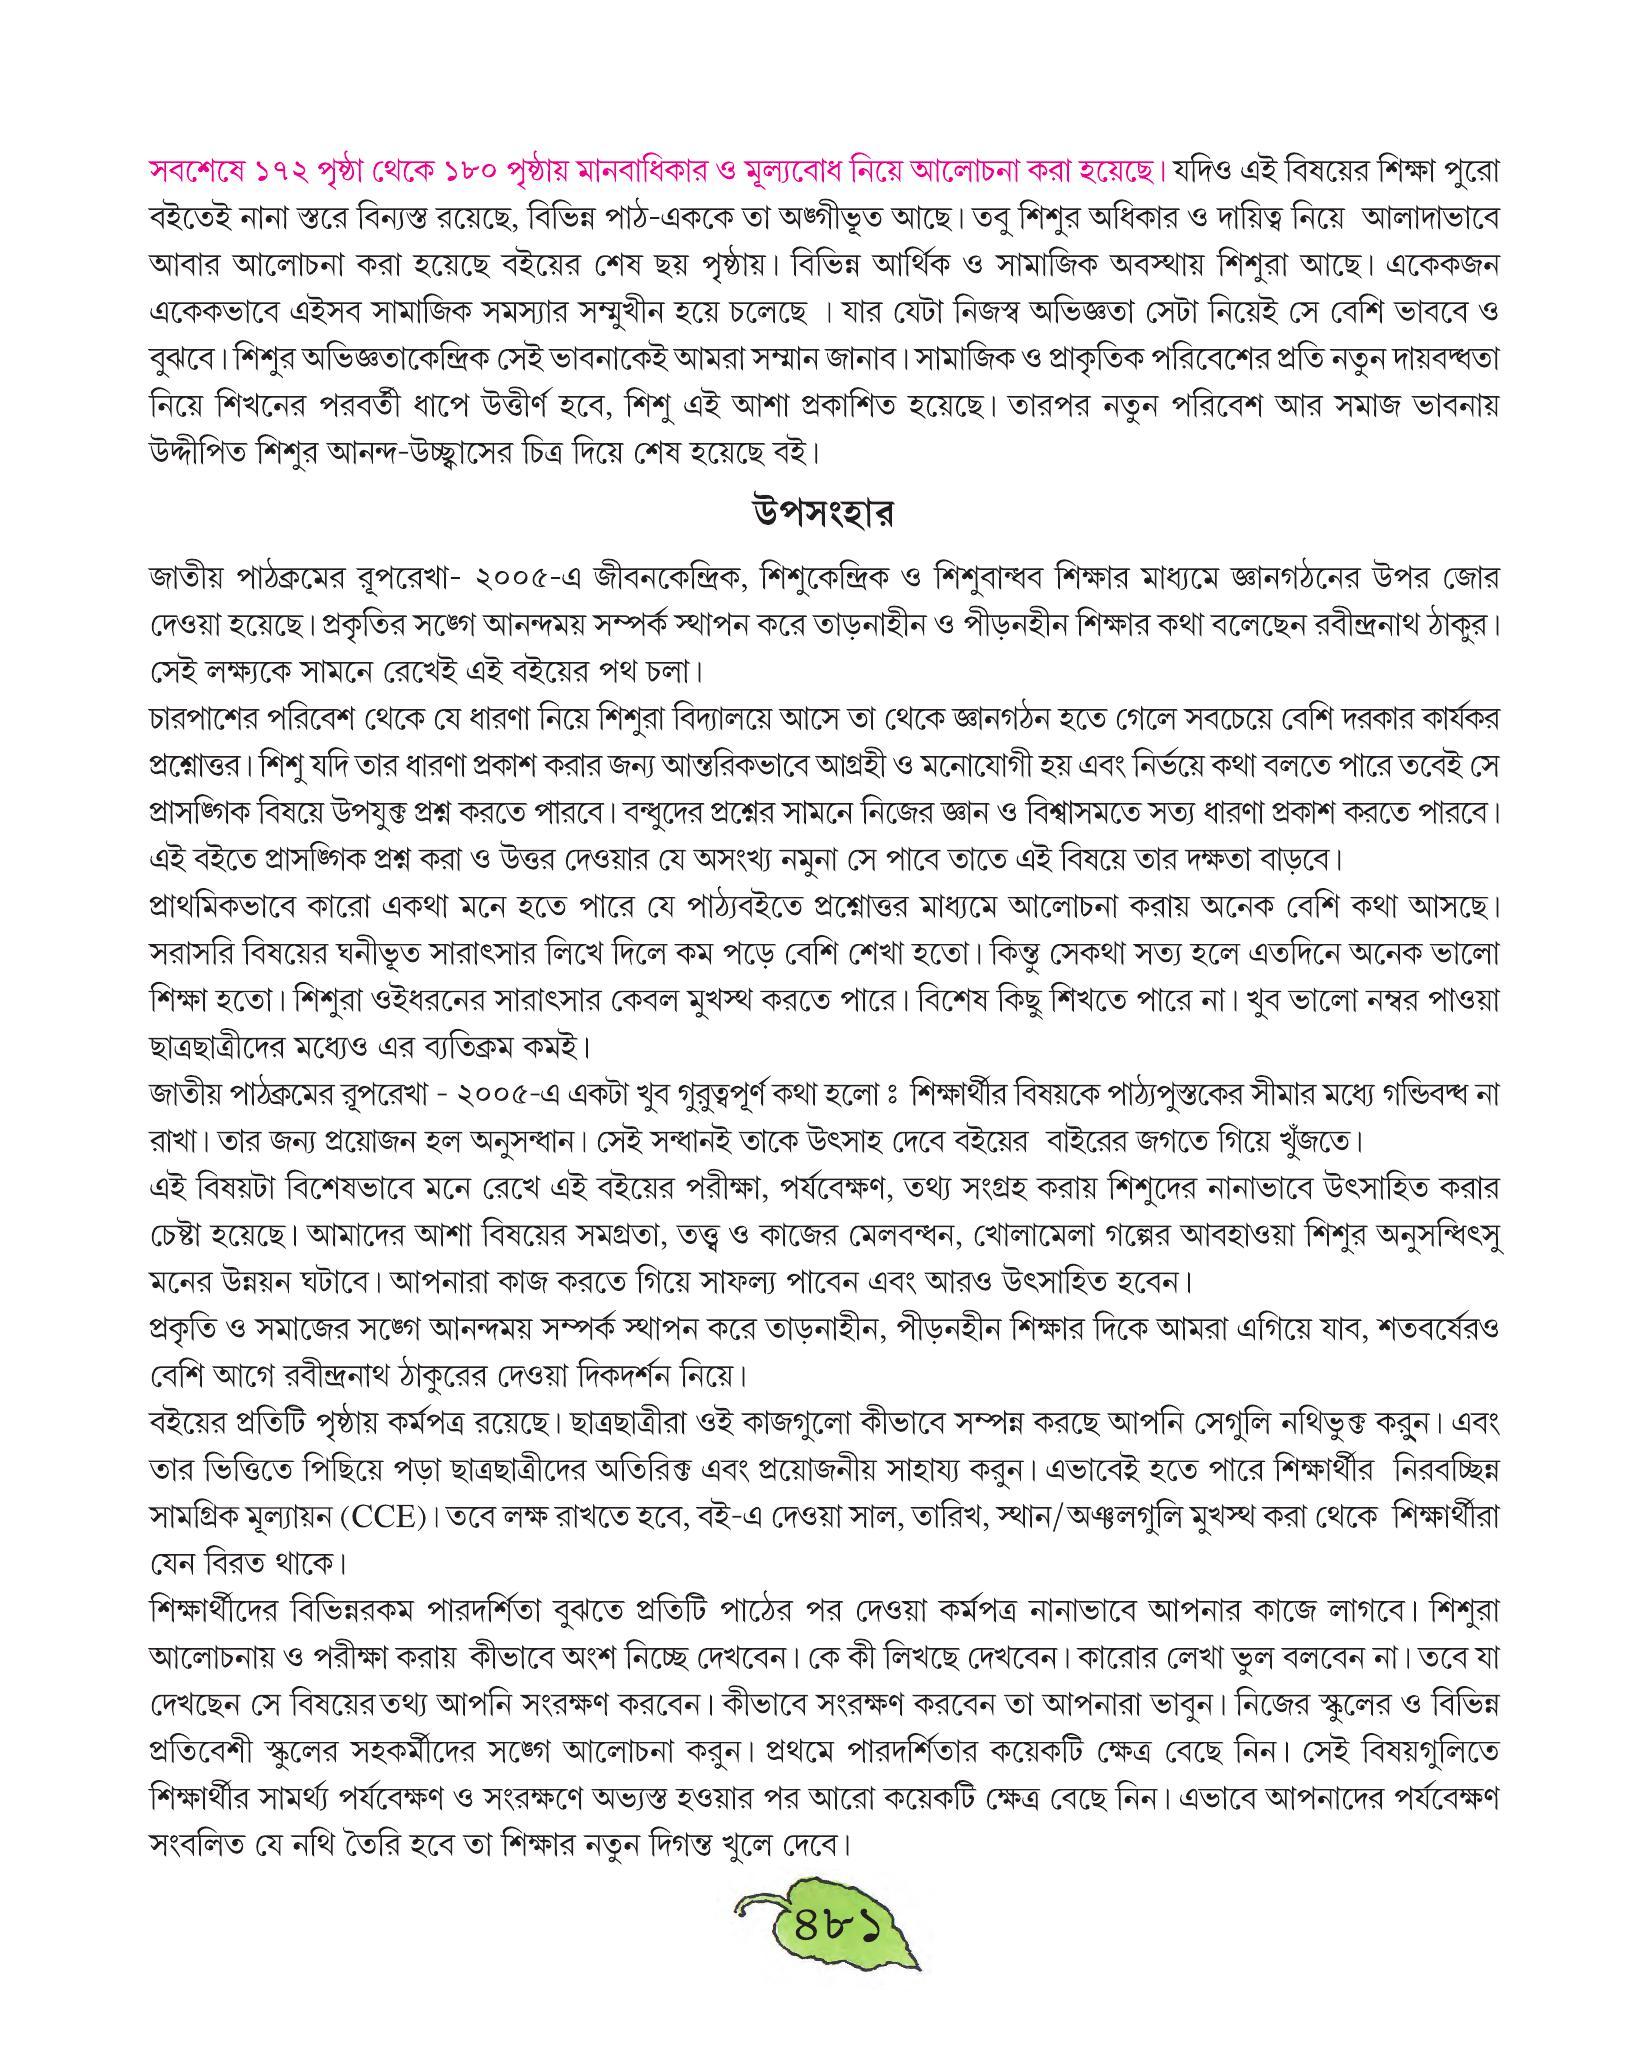 সবশেষে ১৭২ পৃষ্ঠা থেকে ১৮০ পৃষ্ঠায় মানবাধিকার ও মূল্যবোধ নিয়ে আলোচনা করা হয়েছে। যদিও এই বিষয়ের শিক্ষা পুরো
বইতেই নানা স্তরে বিন্যস্ত রয়েছে, বিভিন্ন পাঠ-এককে তা অঙ্গীভূত আছে। তবু শিশুর অধিকার ও দায়িত্ব নিয়ে আলাদাভাবে
আবার আলোচনা করা হয়েছে বইয়ের শেষ ছয় পৃষ্ঠায়। বিভিন্ন আর্থিক ও সামাজিক অবস্থায় শিশুরা আছে। একেকজন
একেকভাবে এইসব সামাজিক সমস্যার সম্মুখীন হয়ে চলেছে । যার যেটা নিজস্ব অভিজ্ঞতা সেটা নিয়েই সে বেশি ভাববে ও
বুঝবে। শিশুর অভিজ্ঞতাকেন্দ্রিক সেই ভাবনাকেই আমরা সম্মান জানাব। সামাজিক ও প্রাকৃতিক পরিবেশের প্রতি নতুন দায়বদ্ধতা
নিয়ে শিখনের পরবর্তী ধাপে উত্তীর্ণ হবে, শিশু এই আশা প্রকাশিত হয়েছে। তারপর নতুন পরিবেশ আর সমাজ ভাবনায়
উদ্দীপিত শিশুর আনন্দ-উচ্ছ্বাসের চিত্র দিয়ে শেষ হয়েছে বই।
উপসংহার
জাতীয় পাঠক্রমের রূপরেখা- ২০০৫-এ জীবনকেন্দ্রিক, শিশুকেন্দ্রিক ও শিশুবান্ধব শিক্ষার মাধ্যমে জ্ঞানগঠনের উপর জোর
দেওয়া হয়েছে। প্রকৃতির সঙ্গে আনন্দময় সম্পর্ক স্থাপন করে তাড়নাহীন ও পীড়নহীন শিক্ষার কথা বলেছেন রবীন্দ্রনাথ ঠাকুর।
সেই লক্ষ্যকে সামনে রেখেই এই বইয়ের পথ চলা।
চারপাশের পরিবেশ থেকে যে ধারণা নিয়ে শিশুরা বিদ্যালয়ে আসে তা থেকে জ্ঞানগঠন হতে গেলে সবচেয়ে বেশি দরকার কার্যকর
প্রশ্নোত্তর। শিশু যদি তার ধারণা প্রকাশ করার জন্য আন্তরিকভাবে আগ্রহী ও মনোযোগী হয় এবং নির্ভয়ে কথা বলতে পারে তবেই সে
প্রাসঙ্গিক বিষয়ে উপযুক্ত প্রশ্ন করতে পারবে। বন্ধুদের প্রশ্নের সামনে নিজের জ্ঞান ও বিশ্বাসমতে সত্য ধারণা প্রকাশ করতে পারবে।
এই বইতে প্রাসঙ্গিক প্রশ্ন করা ও উত্তর দেওয়ার যে অসংখ্য নমুনা সে পাবে তাতে এই বিষয়ে তার দক্ষতা বাড়বে।
প্রাথমিকভাবে কারো একথা মনে হতে পারে যে পাঠ্যবইতে প্রশ্নোত্তর মাধ্যমে আলোচনা করায় অনেক বেশি কথা আসছে।
সরাসরি বিষয়ের ঘনীভূত সারাৎসার লিখে দিলে কম পড়ে বেশি শেখা হতো। কিন্তু সেকথা সত্য হলে এতদিনে অনেক ভালো
শিক্ষা হতো। শিশুরা ওইধরনের সারাৎসার কেবল মুখস্থ করতে পারে। বিশেষ কিছু শিখতে পারে না। খুব ভালো নম্বর পাওয়া
ছাত্রছাত্রীদের মধ্যেও এর ব্যতিক্রম কমই।
জাতীয় পাঠক্রমের রূপরেখা - ২০০৫-এ একটা খুব গুরুত্বপূর্ণ কথা হলো ঃ শিক্ষার্থীর বিষয়কে পাঠ্যপুস্তকের সীমার মধ্যে গন্ডিবদ্ধ না
রাখা। তার জন্য প্রয়োজন হল অনুসন্ধান। সেই সন্ধানই তাকে উৎসাহ দেবে বইয়ের বাইরের জগতে গিয়ে খুঁজতে।
এই বিষয়টা বিশেষভাবে মনে রেখে এই বইয়ের পরীক্ষা, পর্যবেক্ষণ, তথ্য সংগ্রহ করায় শিশুদের নানাভাবে উৎসাহিত করার
চেষ্টা হয়েছে। আমাদের আশা বিষয়ের সমগ্রতা, তত্ত্ব ও কাজের মেলবন্ধন, খোলামেলা গল্পের আবহাওয়া শিশুর অনুসন্ধিৎসু
মনের উন্নয়ন ঘটাবে। আপনারা কাজ করতে গিয়ে সাফল্য পাবেন এবং আরও উৎসাহিত হবেন।
প্রকৃতি ও সমাজের সঙ্গে আনন্দময় সম্পর্ক স্থাপন করে তাড়নাহীন, পীড়নহীন শিক্ষার দিকে আমরা এগিয়ে যাব, শতবর্ষেরও
বেশি আগে রবীন্দ্রনাথ ঠাকুরের দেওয়া দিকদর্শন নিয়ে।
বইয়ের প্রতিটি পৃষ্ঠায় কর্মপত্র রয়েছে। ছাত্রছাত্রীরা ওই কাজগুলো কীভাবে সম্পন্ন করছে আপনি সেগুলি নথিভুক্ত করুন। এবং
তার ভিত্তিতে পিছিয়ে পড়া ছাত্রছাত্রীদের অতিরিক্ত এবং প্রয়োজনীয় সাহায্য করুন। এভাবেই হতে পারে শিক্ষার্থীর নিরবচ্ছিন্ন
সামগ্রিক মূল্যায়ন (CCE)। তবে লক্ষ রাখতে হবে, বই-এ দেওয়া সাল, তারিখ, স্থান/অঞ্চলগুলি মুখস্থ করা থেকে শিক্ষার্থীরা
যেন বিরত থাকে।
শিক্ষার্থীদের বিভিন্নরকম পারদর্শিতা বুঝতে প্রতিটি পাঠের পর দেওয়া কর্মপত্র নানাভাবে আপনার কাজে লাগবে। শিশুরা
আলোচনায় ও পরীক্ষা করায় কীভাবে অংশ নিচ্ছে দেখবেন। কে কী লিখছে দেখবেন। কারোর লেখা ভুল বলবেন না। তবে যা
দেখছেন সে বিষয়ের তথ্য আপনি সংরক্ষণ করবেন। কীভাবে সংরক্ষণ করবেন তা আপনারা ভাবুন। নিজের স্কুলের ও বিভিন্ন
প্রতিবেশী স্কুলের সহকর্মীদের সঙ্গে আলোচনা করুন। প্রথমে পারদর্শিতার কয়েকটি ক্ষেত্র বেছে নিন। সেই বিষয়গুলিতে
শিক্ষার্থীর সামর্থ্য পর্যবেক্ষণ ও সংরক্ষণে অভ্যস্ত হওয়ার পর আরো কয়েকটি ক্ষেত্র বেছে নিন। এভাবে আপনাদের পর্যবেক্ষণ
সংবলিত যে নথি তৈরি হবে তা শিক্ষার নতুন দিগন্ত খুলে দেবে।
৪৮১